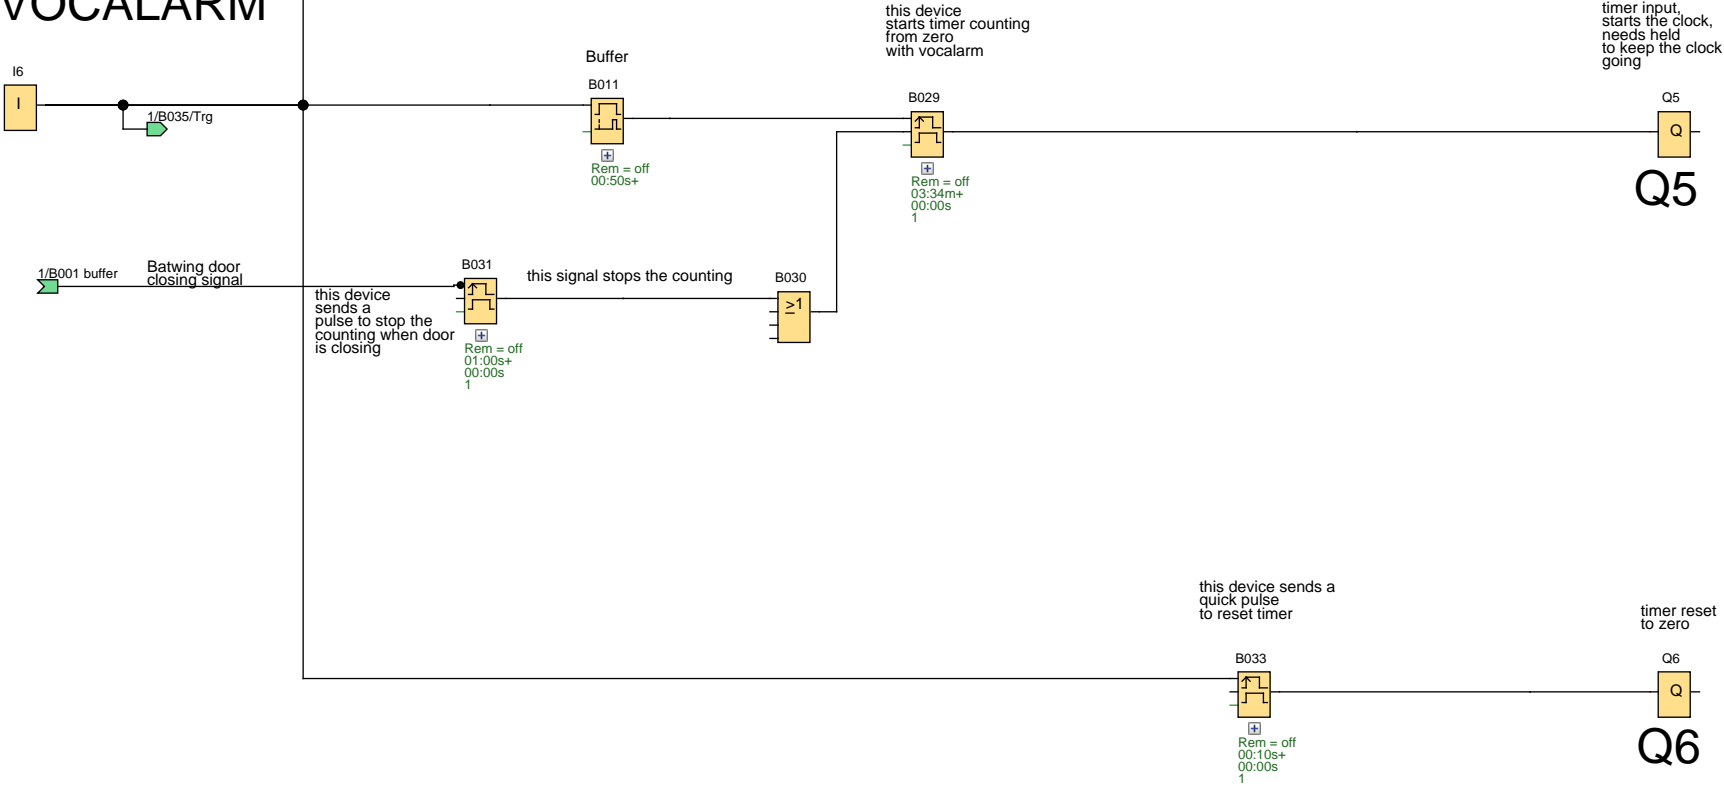 VOCALARM
this device
starts timer counting
from zero
with vocalarm
timer input,
starts the clock,
needs held
to keep the clock
going
Buffer
I6
I
1/B035/Trg
B011
Rem = off
00:50s+
B029
Rem = off
03:34m+
00:00s
1
Q5
Q
Q5
1/B001 buffer
Batwing door
closing signal
this device
sends a
pulse to stop the
counting when door
is closing
B031
Rem = off
01:00s+
00:00s
1
this signal stops the counting
B030
≥1
this device sends a
quick pulse
to reset timer
timer reset
to zero
B033
Rem = off
00:10s+
00:00s
1
Q6
Q
Q6